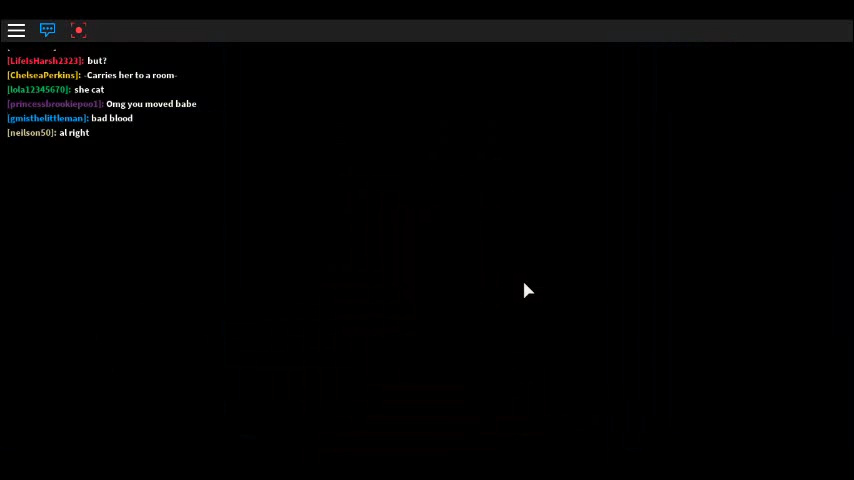 [LifeIsHarsh2323]: but?
[ChelseaPerkins]: -Carries her to a room-
[lola12345670]: she cat
[princessbrookiepoo1]: Omg you moved babe
[gmisthelittleman]: bad blood
[neilson50]: al right